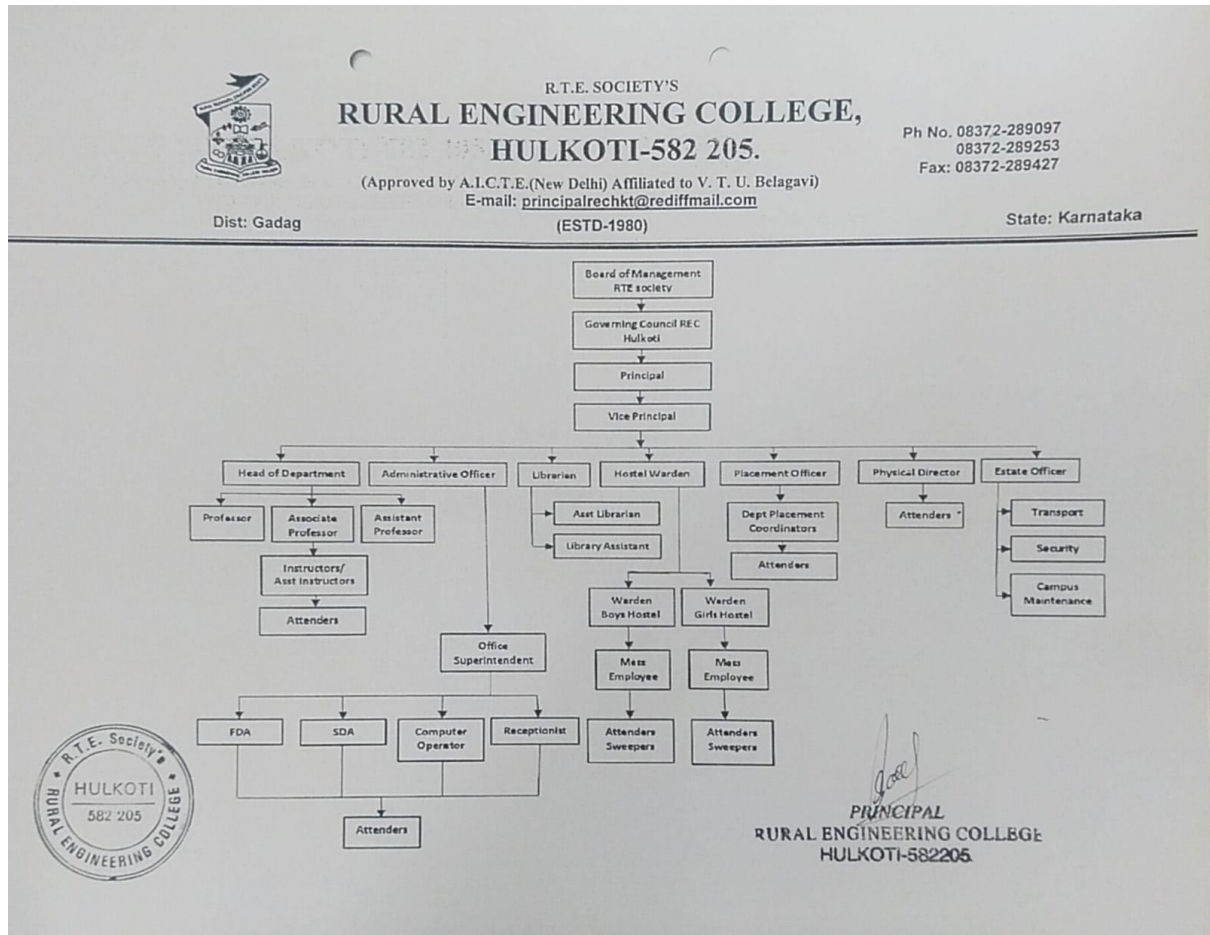 R.T.E. SOCIETY'S
RURAL ENGINEERING COLLEGE,
HULKOTI-582 205.
(Approved by A.I.C.T.E.(New Delhi) Affiliated to V. T. U. Belagavi)
E-mail: principalrechkt@rediffmail.com
(ESTD-1980)
Ph No. 08372-289097
08372-289253
Fax: 08372-289427
Dist: Gadag
State: Karnataka
Board of Management
RTE society
Governing Council REC
Hulkoti
Principal
Vice Principal
Head of Department
Administrative Officer
Librarian
Hostel Warden
Placement Officer
Physical Director
Estate Officer
Professor
Associate
Professor
Assistant
Professor
Asst Librarian
Library Assistant
Dept Placement
Coordinators
Attenders
Attenders
Transport
Security
Campus
Maintenance
Instructors/
Asst Instructors
Attenders
Warden
Boys Hostel
Warden
Girls Hostel
Office
Superintendent
Mess
Employee
Mess
Employee
FDA
SDA
Computer
Operator
Receptionist
Attenders
Sweepers
Attenders
Sweepers
Attenders
R.T.E. Society's
RURAL ENGINEERING COLLEGE
HULKOTI
582 205
PRINCIPAL
RURAL ENGINEERING COLLEGE
HULKOTI-582205.